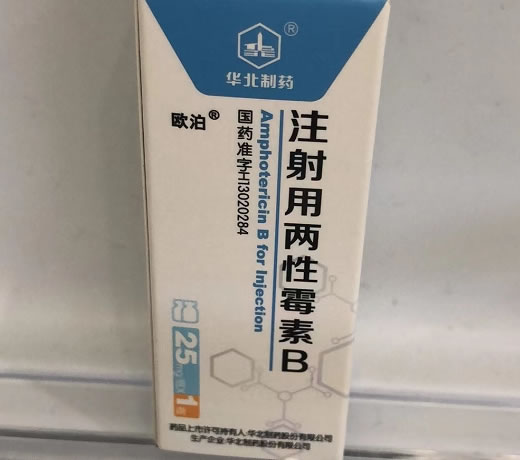 华北制药
®
欧泊®
注射用两性霉素B
Amphotericin B for Injection
国药准字H13020284
25mg
1
药品上市许可持有人:华北制药股份有限公司
生产企业:华北制药股份有限公司